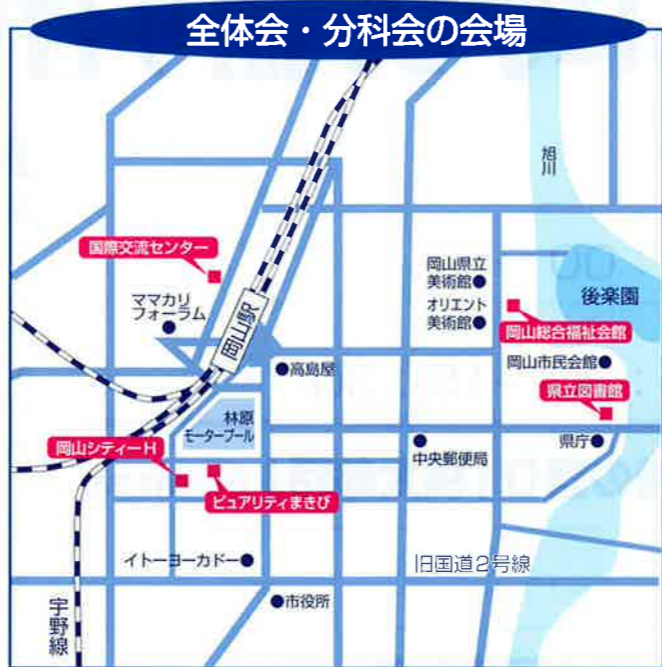 全体会・分科会の会場
旭川
国際交流センター
岡山県立
美術館
オリエント
美術館
後楽園
ママカリ
フォーラム
岡山駅
岡山総合福祉会館
岡山市民会館
高島屋
県立図書館
林原
モータープール
岡山シティーH
中央郵便局
県庁
ピュアリティまきび
イトーヨーカドー
旧国道2号線
市役所
宇野線